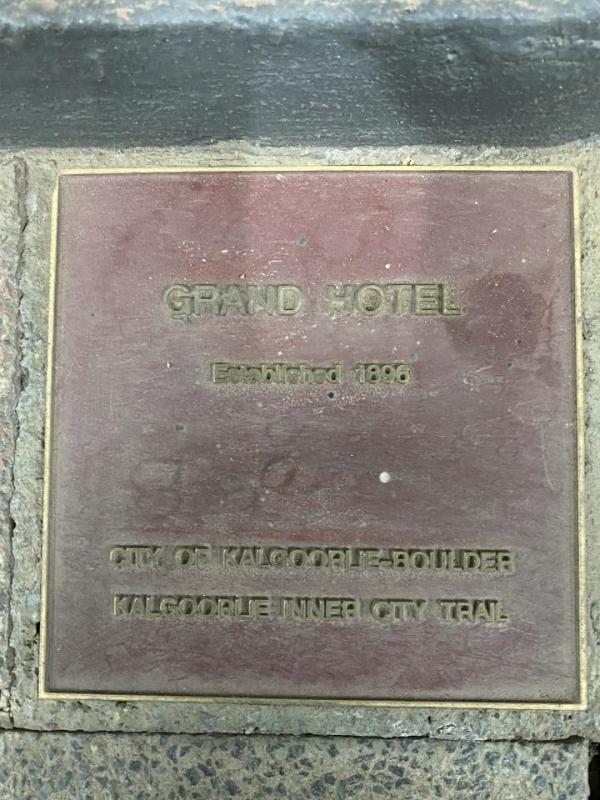 GRAND HOTEL
Established 1896
CITY OF KALGOORLIE-BOULDER
KALGOORLIE INNER CITY TRAIL